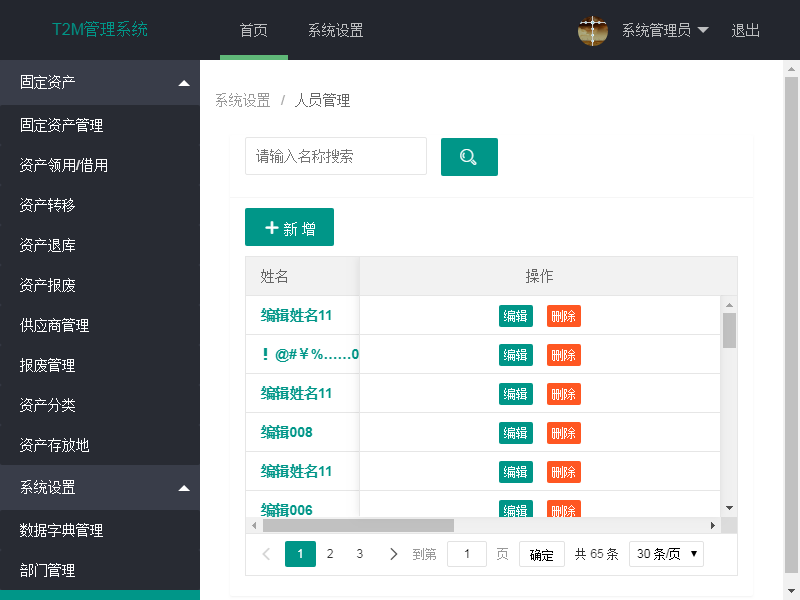 T2M管理系统
首页
系统设置
系统管理员
退出
固定资产
固定资产管理
资产领用/借用
资产转移
资产退库
资产报废
供应商管理
报废管理
资产分类
资产存放地
系统设置
数据字典管理
部门管理
系统设置 / 人员管理
请输入名称搜索
新增
姓名 操作
编辑姓名11 编辑 删除
！@#￥%……0 编辑 删除
编辑姓名11 编辑 删除
编辑008 编辑 删除
编辑姓名11 编辑 删除
编辑006 编辑 删除
1 2 3 到第 1 页 确定 共 65 条 30 条/页